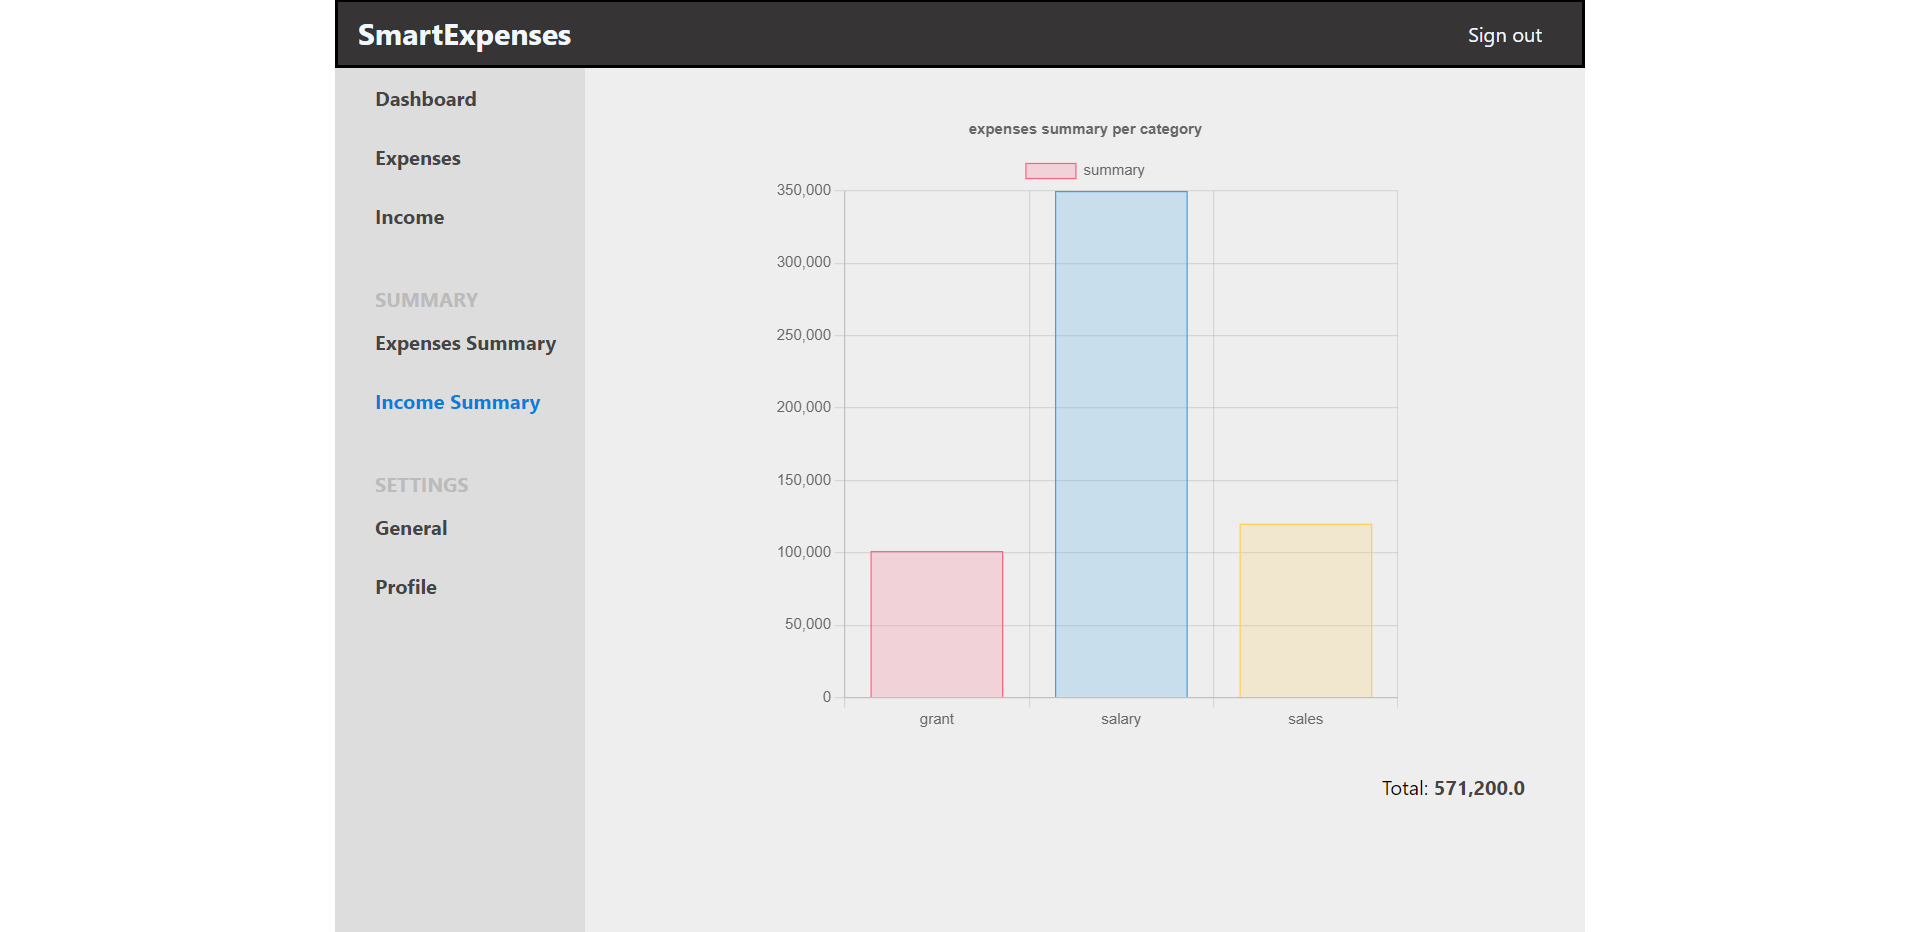 SmartExpenses
Sign out
Dashboard
Expenses
Income
SUMMARY
Expenses Summary
Income Summary
SETTINGS
General
Profile
expenses summary per category
summary
350,000
300,000
250,000
200,000
150,000
100,000
50,000
0
grant salary sales
Total: 571,200.0